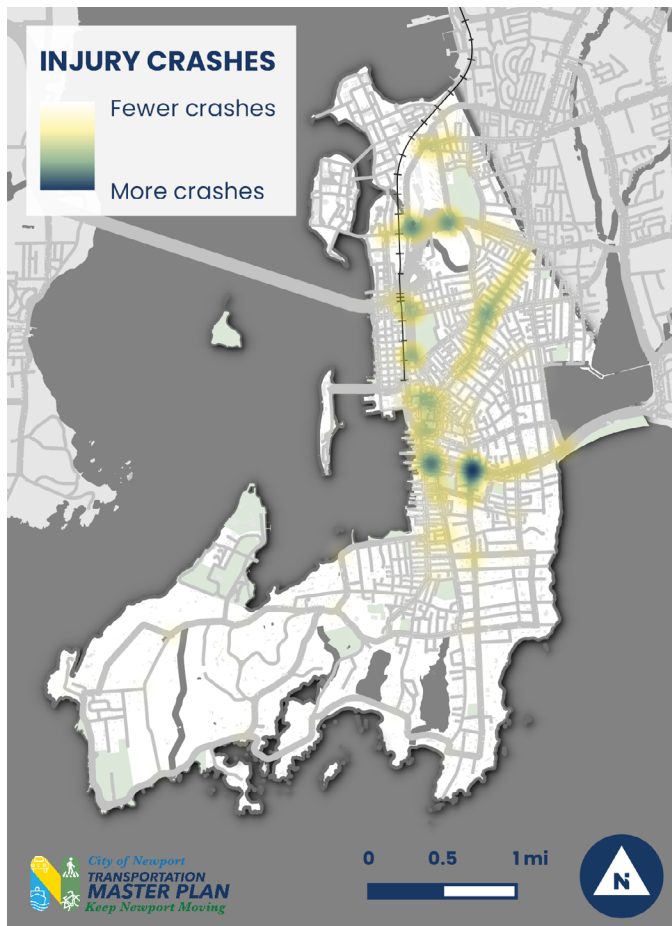 INJURY CRASHES
Fewer crashes
More crashes
City of Newport
TRANSPORTATION
MASTER PLAN
Keep Newport Moving
0 0.5 1 mi
N